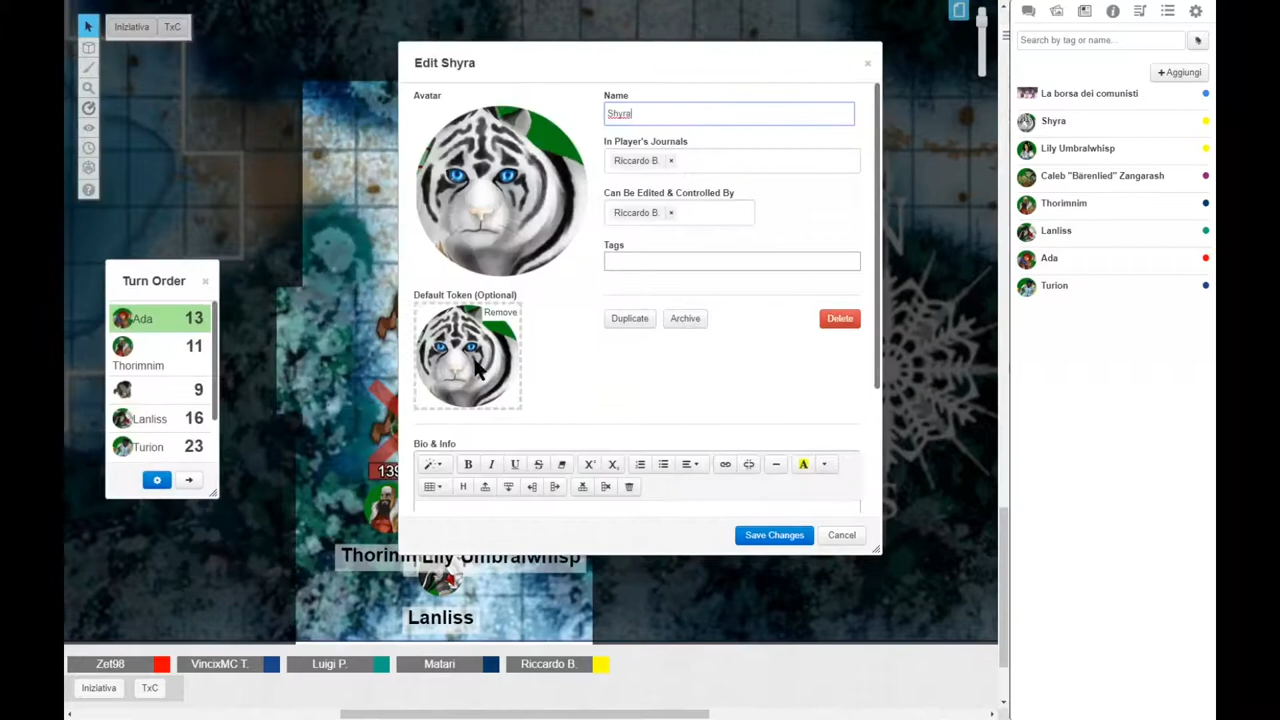 Iniziativa TxC
Edit Shyra ×
Avatar
Name
Shyra
In Player's Journals
Riccardo B. ×
Can Be Edited & Controlled By
Riccardo B. ×
Tags
Default Token (Optional)
Remove
Duplicate Archive Delete
Bio & Info
B I U S
H
A
Save Changes Cancel
Turn Order ×
Ada 13
11
Thorimnim
9
Lanliss 16
Turion 23
139
Lily Umbralwhisp
Lanliss
Zet98 VincixMC T. Luigi P. Matari Riccardo B.
Iniziativa TxC
Search by tag or name...
+ Aggiungi
La borsa dei comunisti
Shyra
Lily Umbralwhisp
Caleb "Bärenlied" Zangarash
Thorimnim
Lanliss
Ada
Turion